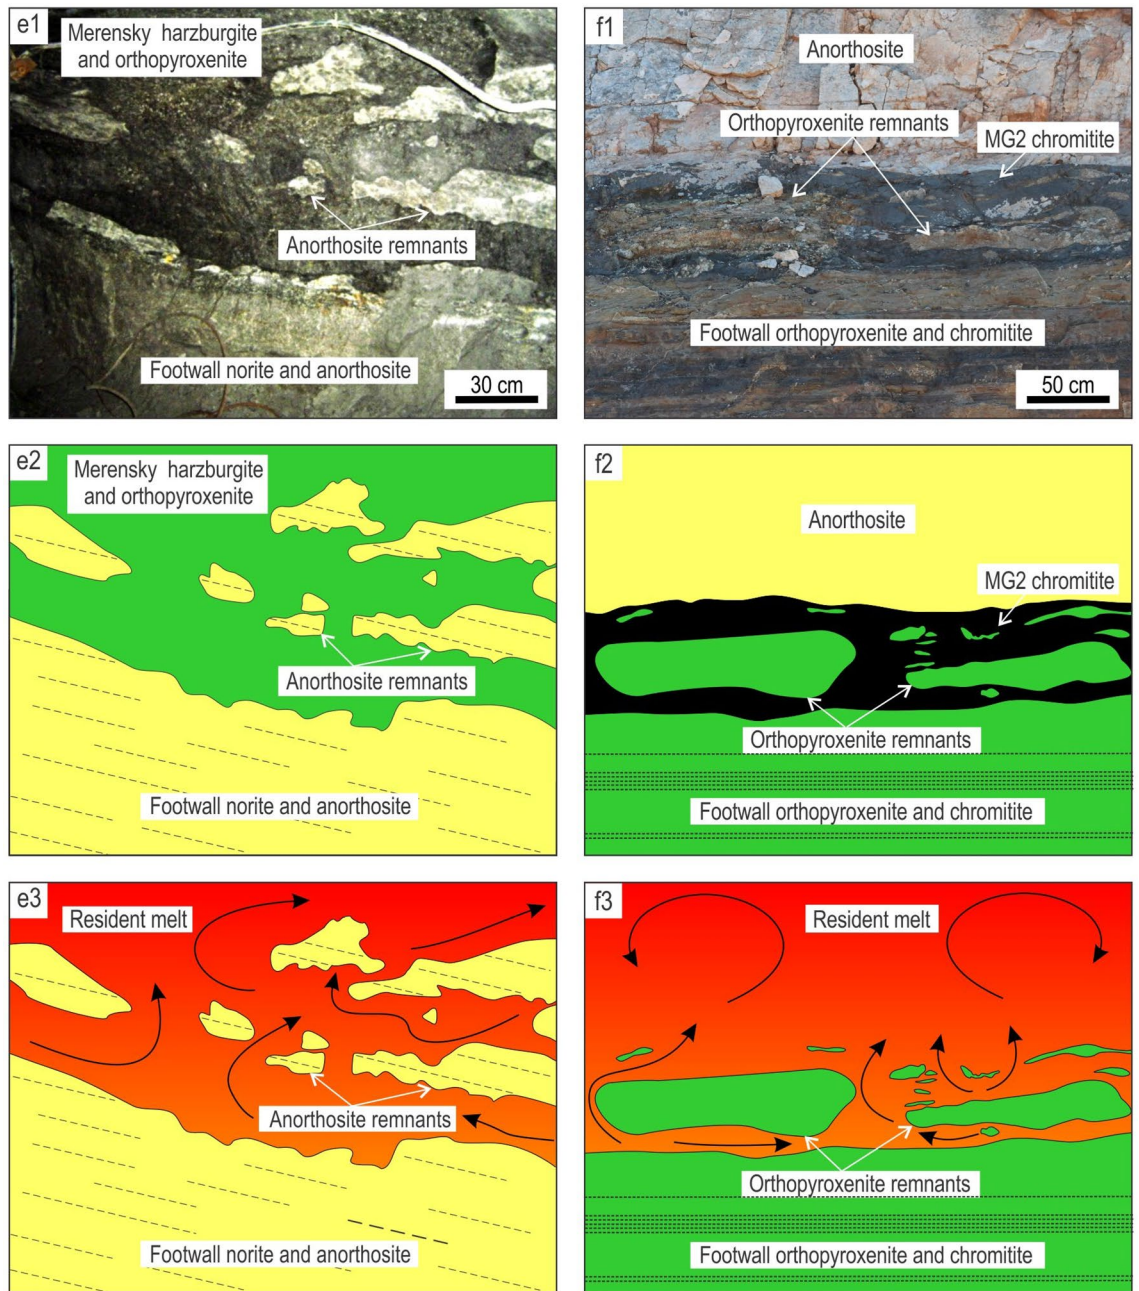 e1
Merensky harzburgite
and orthopyroxenite
Anorthosite remnants
Footwall norite and anorthosite
30 cm
f1
Anorthosite
Orthopyroxenite remnants
MG2 chromitite
Footwall orthopyroxenite and chromitite
50 cm
e2
Merensky harzburgite
and orthopyroxenite
Anorthosite remnants
Footwall norite and anorthosite
f2
Anorthosite
MG2 chromitite
Orthopyroxenite remnants
Footwall orthopyroxenite and chromitite
e3
Resident melt
Anorthosite remnants
Footwall norite and anorthosite
f3
Resident melt
Orthopyroxenite remnants
Footwall orthopyroxenite and chromitite